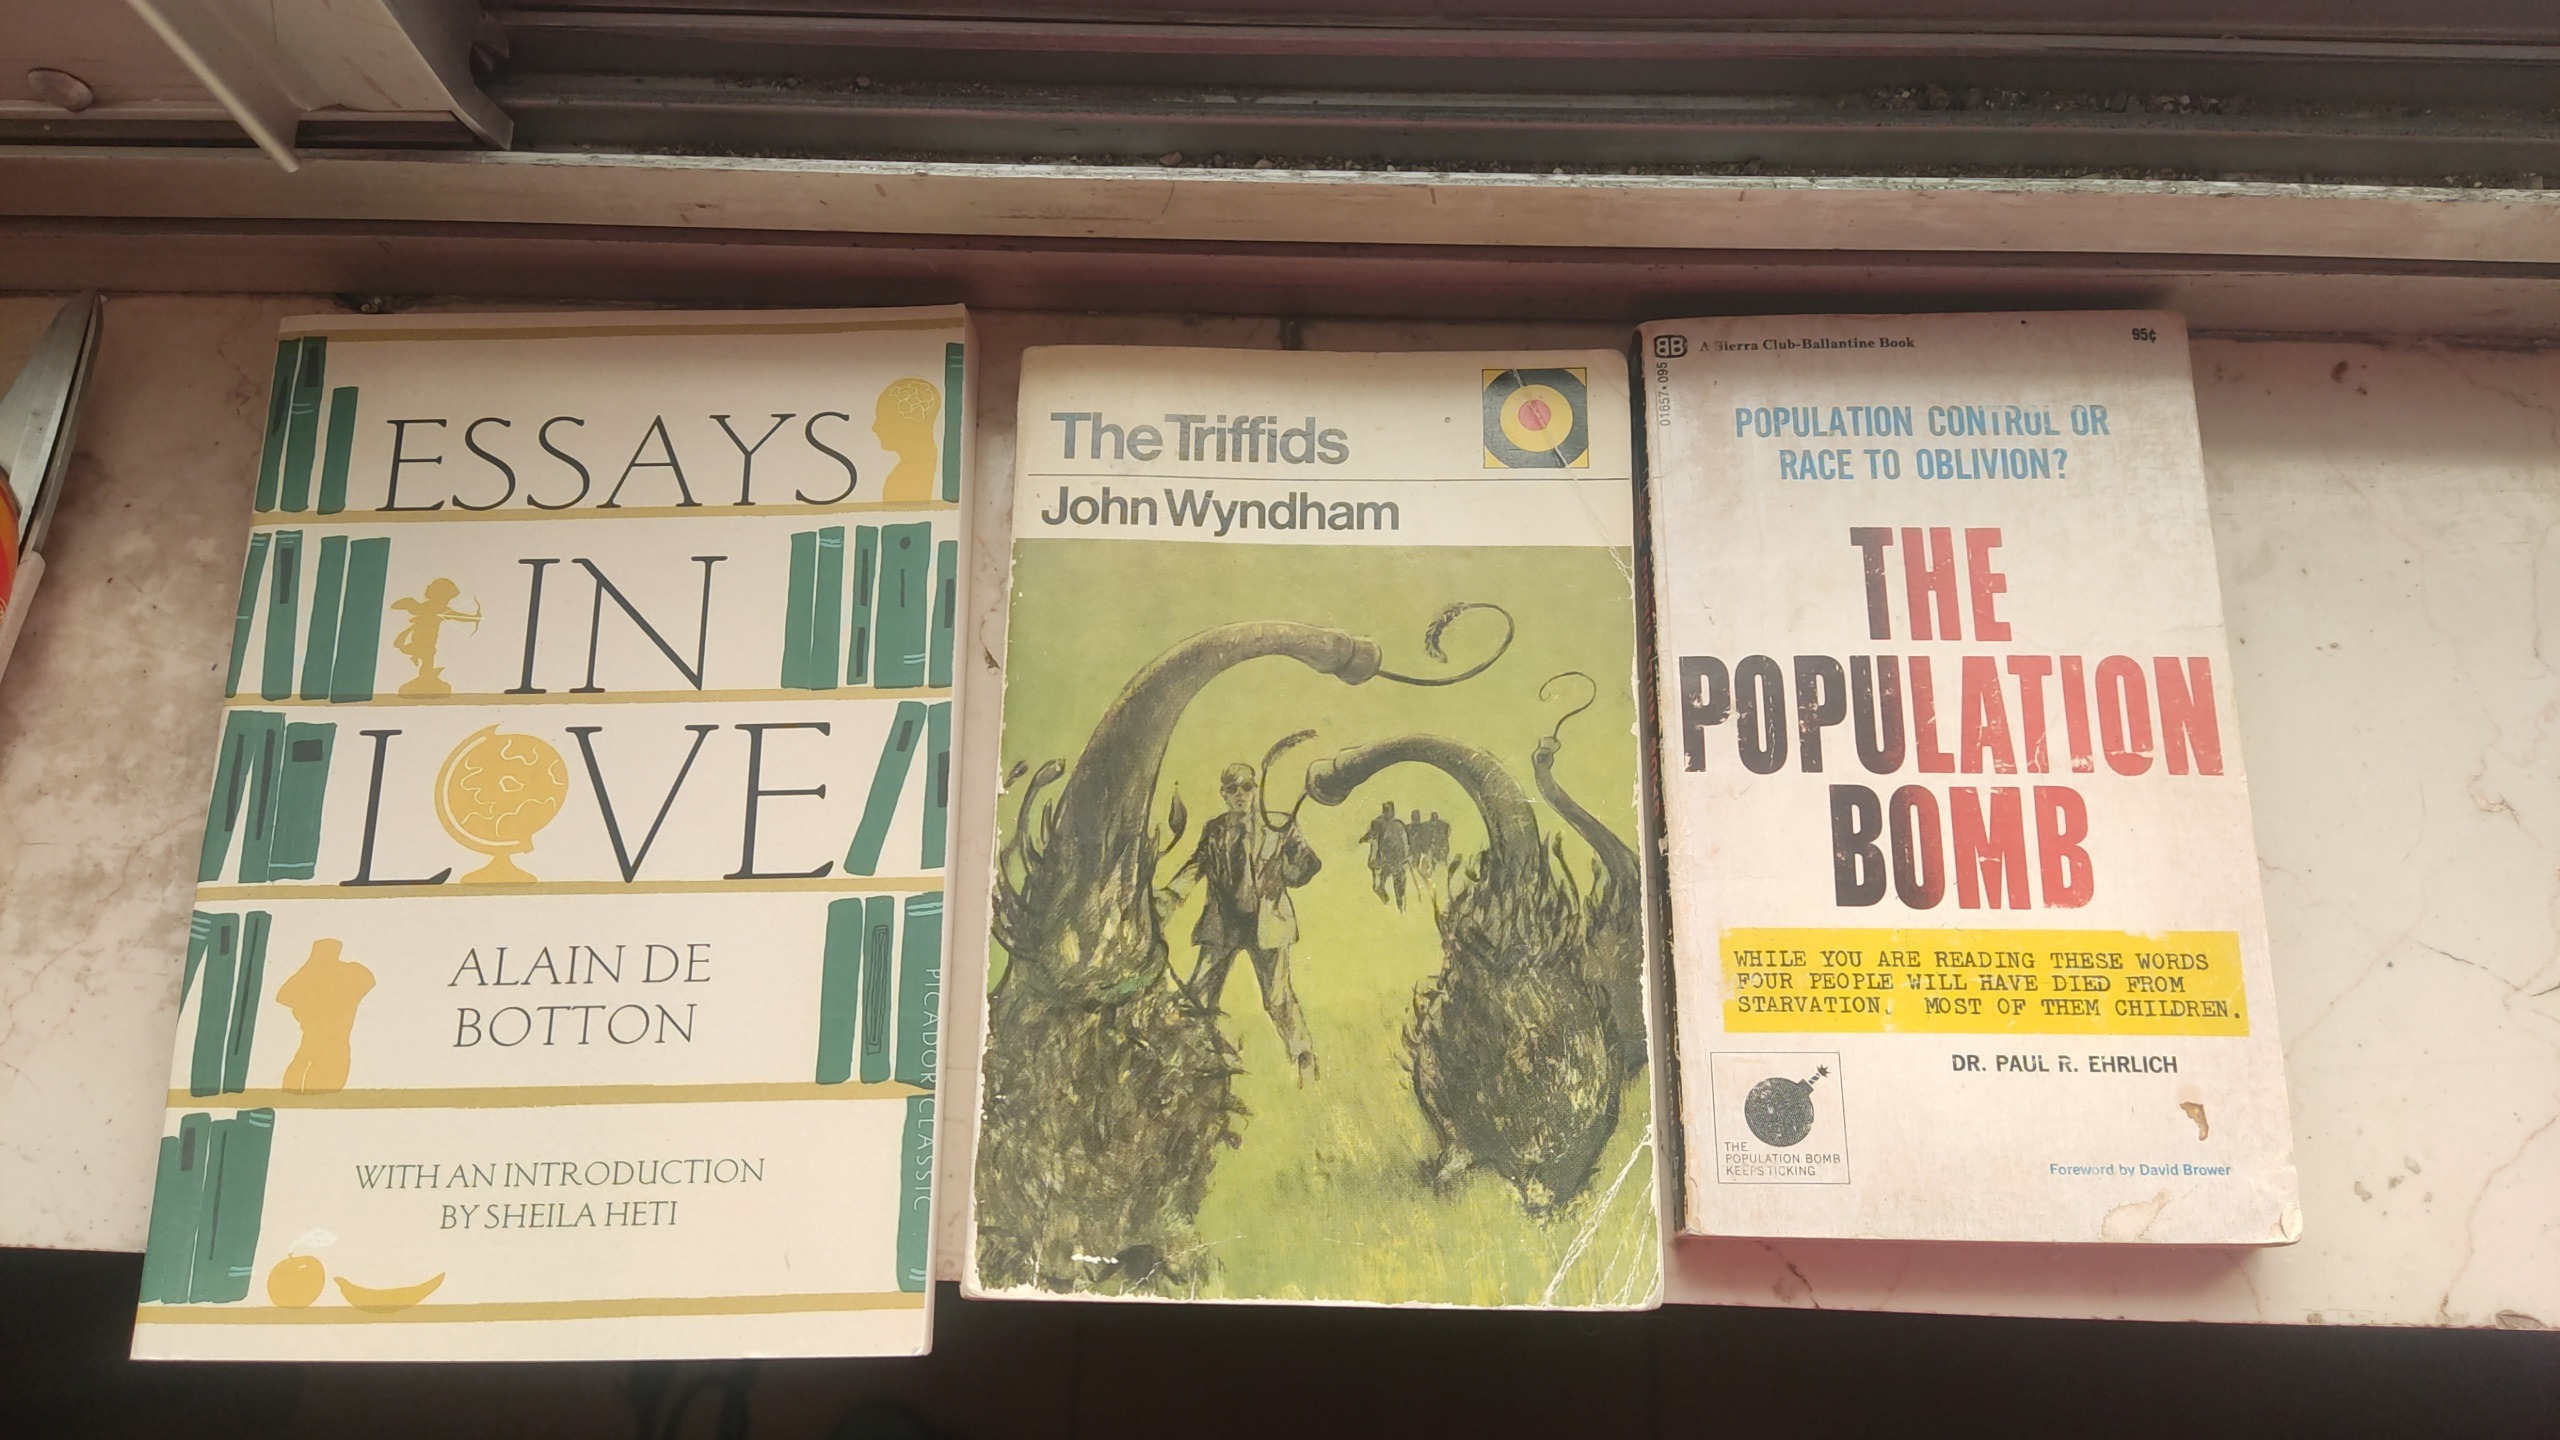 ESSAYS
IN
LOVE
ALAIN DE
BOTTON
WITH AN INTRODUCTION
BY SHEILA HETI
PICADOR CLASSIC
The Triffids
John Wyndham
BB A Sierra Club-Ballantine Book 95¢
01657·095
POPULATION CONTROL OR
RACE TO OBLIVION?
THE
POPULATION
BOMB
WHILE YOU ARE READING THESE WORDS
FOUR PEOPLE WILL HAVE DIED FROM
STARVATION. MOST OF THEM CHILDREN.
DR. PAUL R. EHRLICH
THE
POPULATION BOMB
KEEPS TICKING
Foreword by David Brower